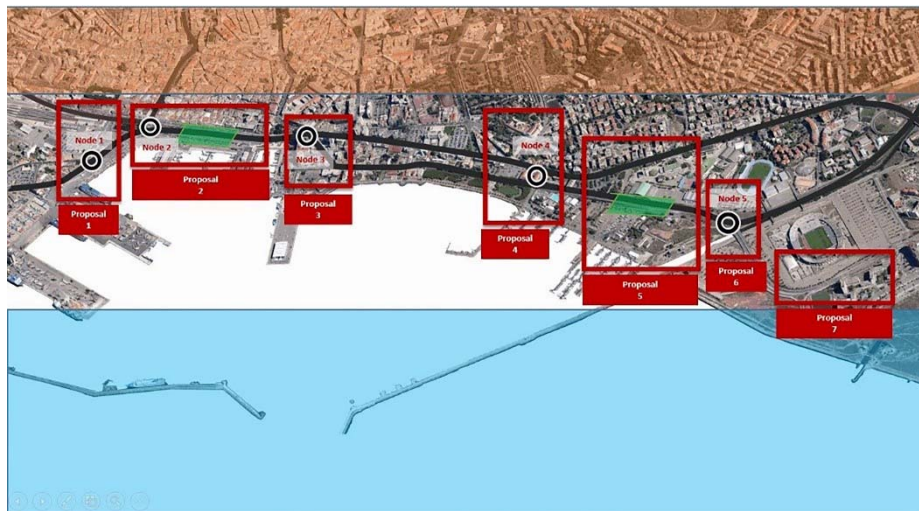 Node 1
Node 2
Node 3
Node 4
Node 5
Proposal
1
Proposal
2
Proposal
3
Proposal
4
Proposal
5
Proposal
6
Proposal
7